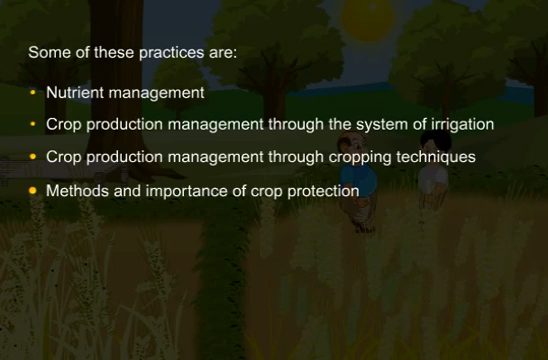 Some of these practices are:
• Nutrient management
• Crop production management through the system of irrigation
• Crop production management through cropping techniques
• Methods and importance of crop protection